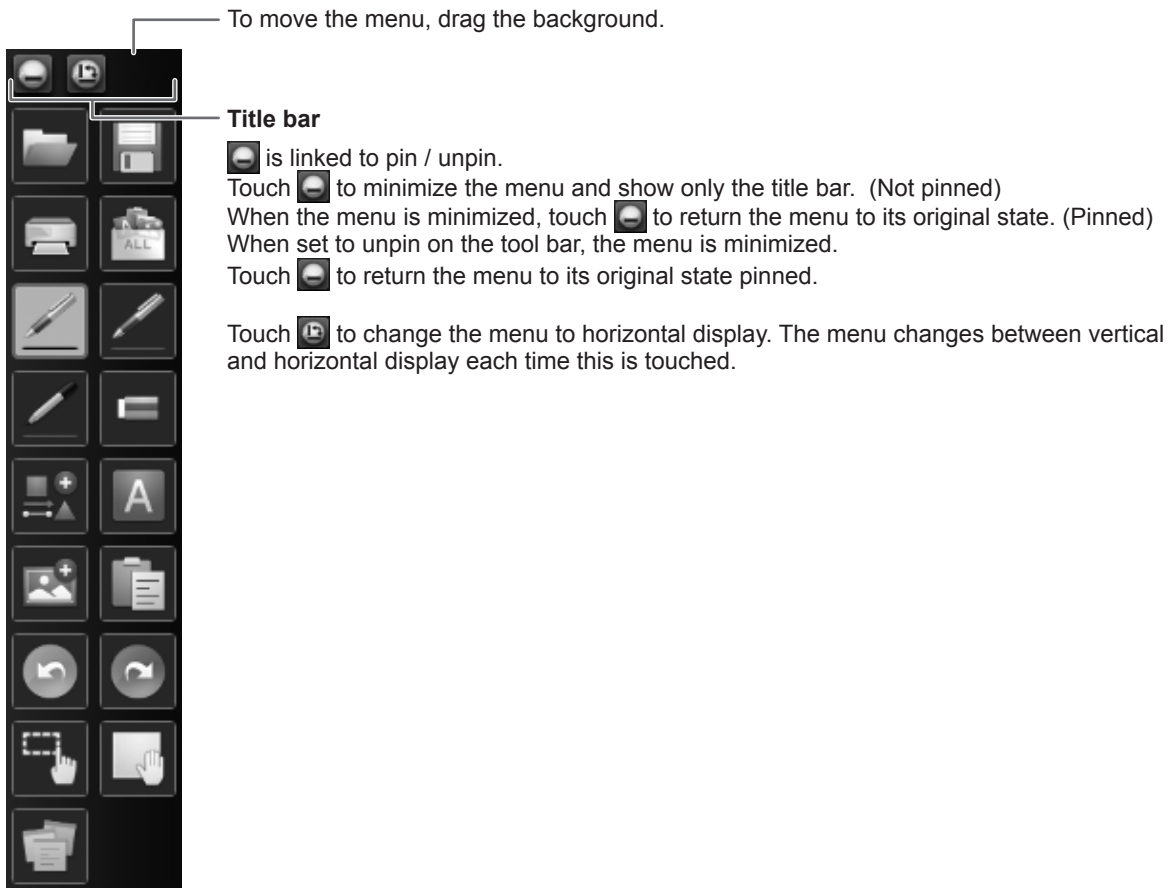 To move the menu, drag the background.
Title bar
is linked to pin / unpin.
Touch to minimize the menu and show only the title bar. (Not pinned)
When the menu is minimized, touch to return the menu to its original state. (Pinned)
When set to unpin on the tool bar, the menu is minimized.
Touch to return the menu to its original state pinned.
Touch to change the menu to horizontal display. The menu changes between vertical
and horizontal display each time this is touched.
ALL
A